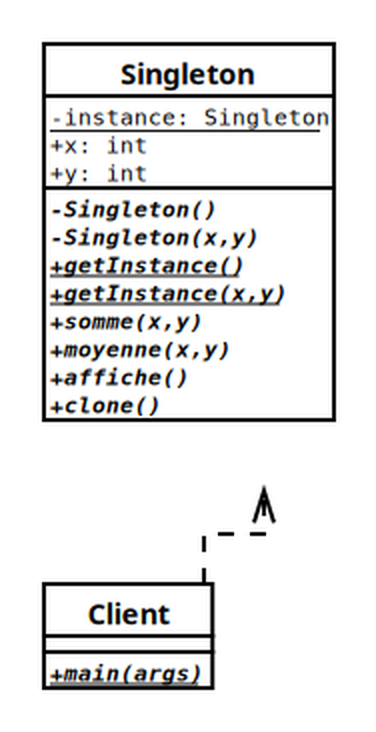 Singleton
-instance: Singleton
+x: int
+y: int
-Singleton()
-Singleton(x,y)
+getInstance()
+getInstance(x,y)
+somme(x,y)
+moyenne(x,y)
+affiche()
+clone()
Client
+main(args)